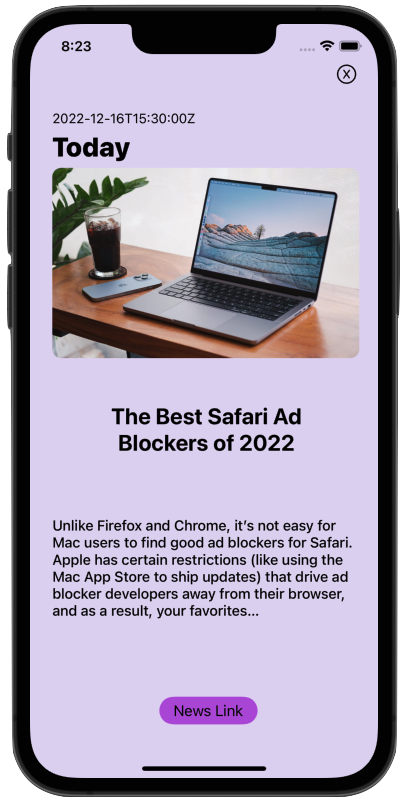 8:23
X
2022-12-16T15:30:00Z
Today
The Best Safari Ad
Blockers of 2022
Unlike Firefox and Chrome, it’s not easy for
Mac users to find good ad blockers for Safari.
Apple has certain restrictions (like using the
Mac App Store to ship updates) that drive ad
blocker developers away from their browser,
and as a result, your favorites...
News Link